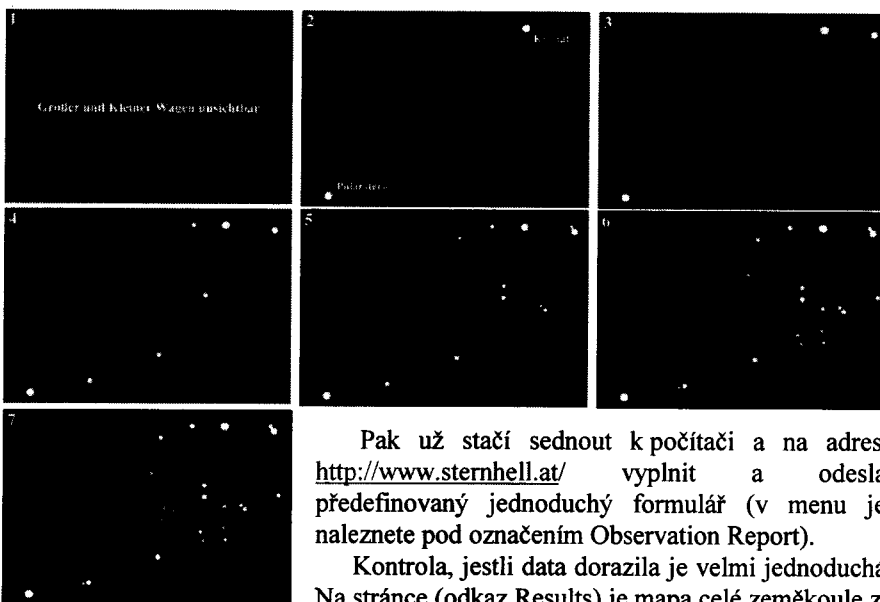 1
2
3
Großer und Kleiner Wagen unsichtbar
Polarstern
4
5
6
7
Pak už stačí sednout k počítači a na adres
http://www.sternhell.at/ vyplnit a odesla
předefinovaný jednoduchý formulář (v menu je
naleznete pod označením Observation Report).
Kontrola, jestli data dorazila je velmi jednoduchá
Na stránce (odkaz Results) je mapa celé zeměkoule z